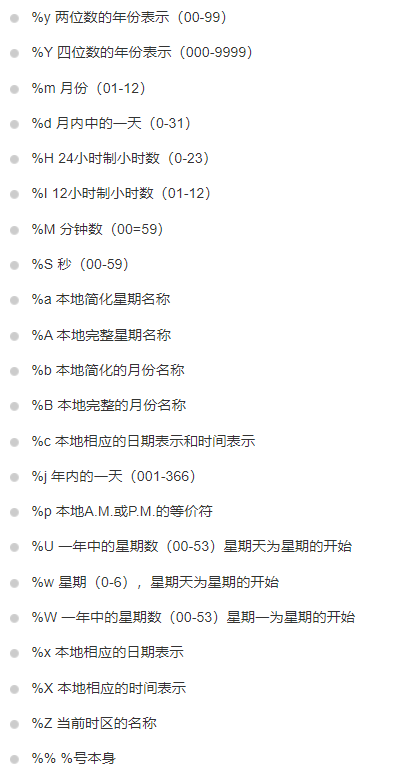 %y 两位数的年份表示（00-99）
%Y 四位数的年份表示（000-9999）
%m 月份（01-12）
%d 月内中的一天（0-31）
%H 24小时制小时数（0-23）
%I 12小时制小时数（01-12）
%M 分钟数（00=59）
%S 秒（00-59）
%a 本地简化星期名称
%A 本地完整星期名称
%b 本地简化的月份名称
%B 本地完整的月份名称
%c 本地相应的日期表示和时间表示
%j 年内的一天（001-366）
%p 本地A.M.或P.M.的等价符
%U 一年中的星期数（00-53）星期天为星期的开始
%w 星期（0-6），星期天为星期的开始
%W 一年中的星期数（00-53）星期一为星期的开始
%x 本地相应的日期表示
%X 本地相应的时间表示
%Z 当前时区的名称
%% %号本身